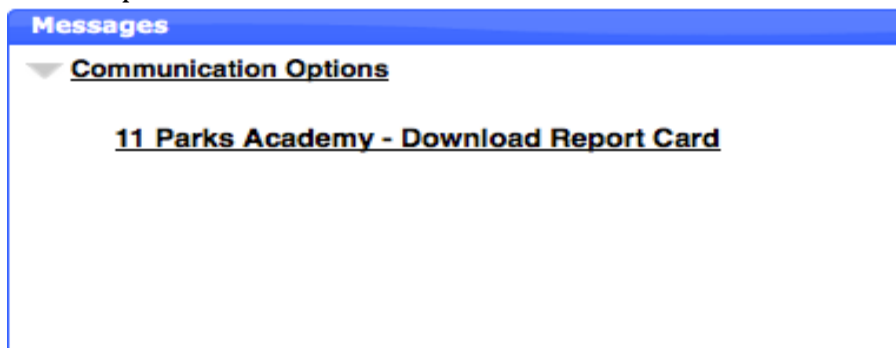 Messages
Communication Options
11 Parks Academy - Download Report Card